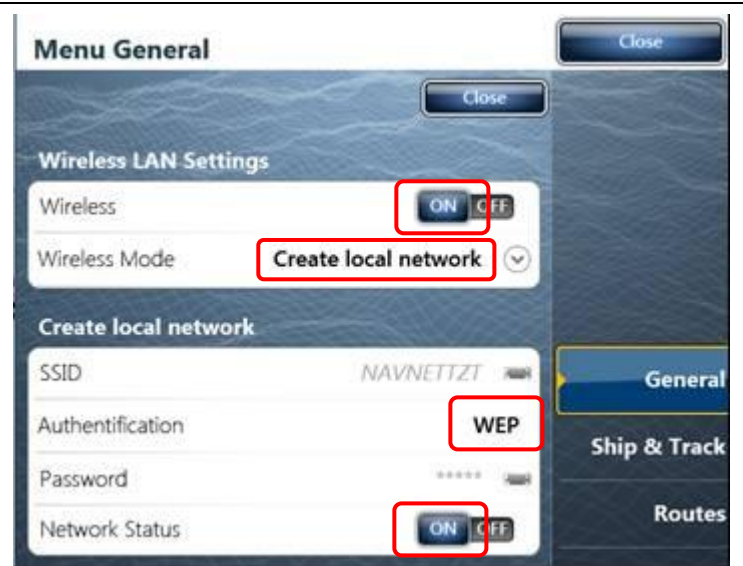 Menu General
Close
Close
Wireless LAN Settings
Wireless ON OFF
Wireless Mode Create local network
Create local network
SSID NAVNETTZT
General
Authentification WEP
Ship & Track
Password *****
Routes
Network Status ON OFF